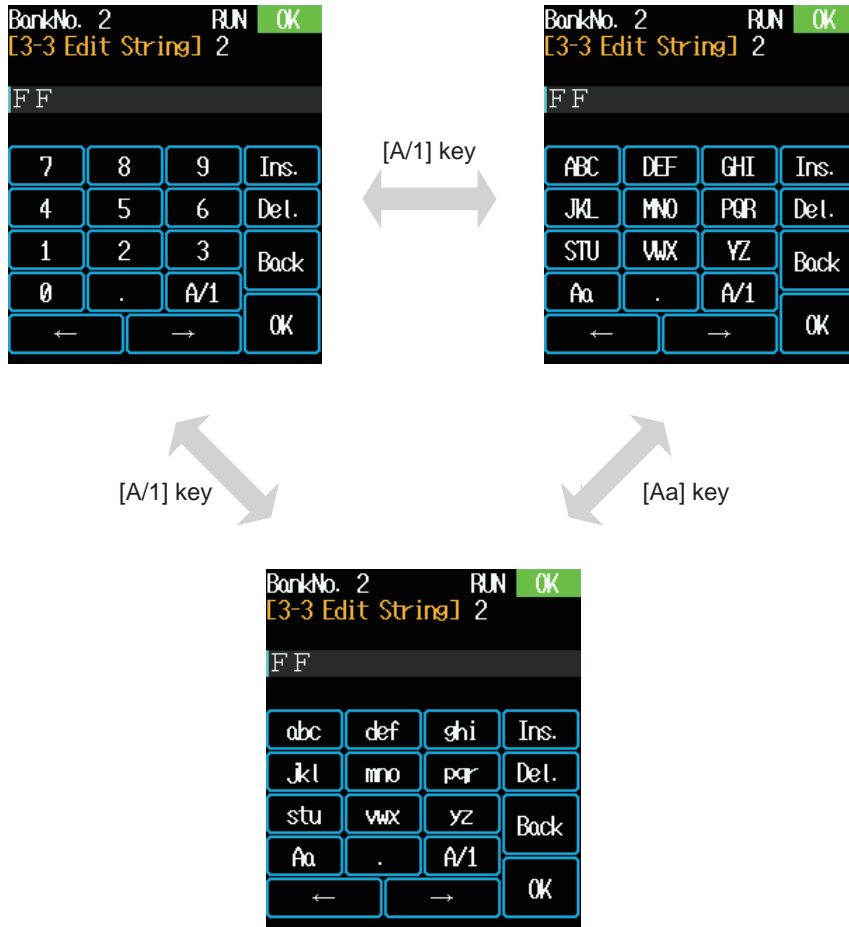 BankNo. 2 RUN OK
[3-3 Edit String] 2
FF
7 8 9 Ins.
4 5 6 Del.
1 2 3 Back
0 . A/1
← → OK
[A/1] key
BankNo. 2 RUN OK
[3-3 Edit String] 2
FF
ABC DEF GHI Ins.
JKL MNO PQR Del.
STU VWX YZ Back
Aa . A/1
← → OK
[A/1] key
[Aa] key
BankNo. 2 RUN OK
[3-3 Edit String] 2
FF
abc def ghi Ins.
jkl mno pqr Del.
stu vwx yz Back
Aa . A/1
← → OK